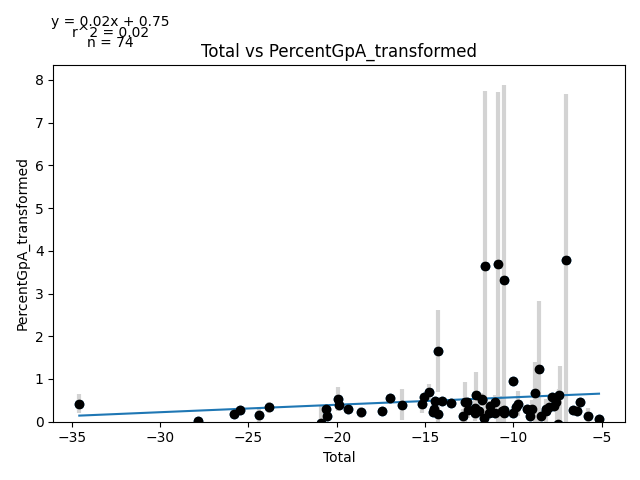 y = 0.02x + 0.75
r^2 = 0.02
n = 74
Total vs PercentGpA_transformed
PercentGpA_transformed
8
7
6
5
4
3
2
1
0
−35
−30
−25
−20
−15
−10
−5
Total